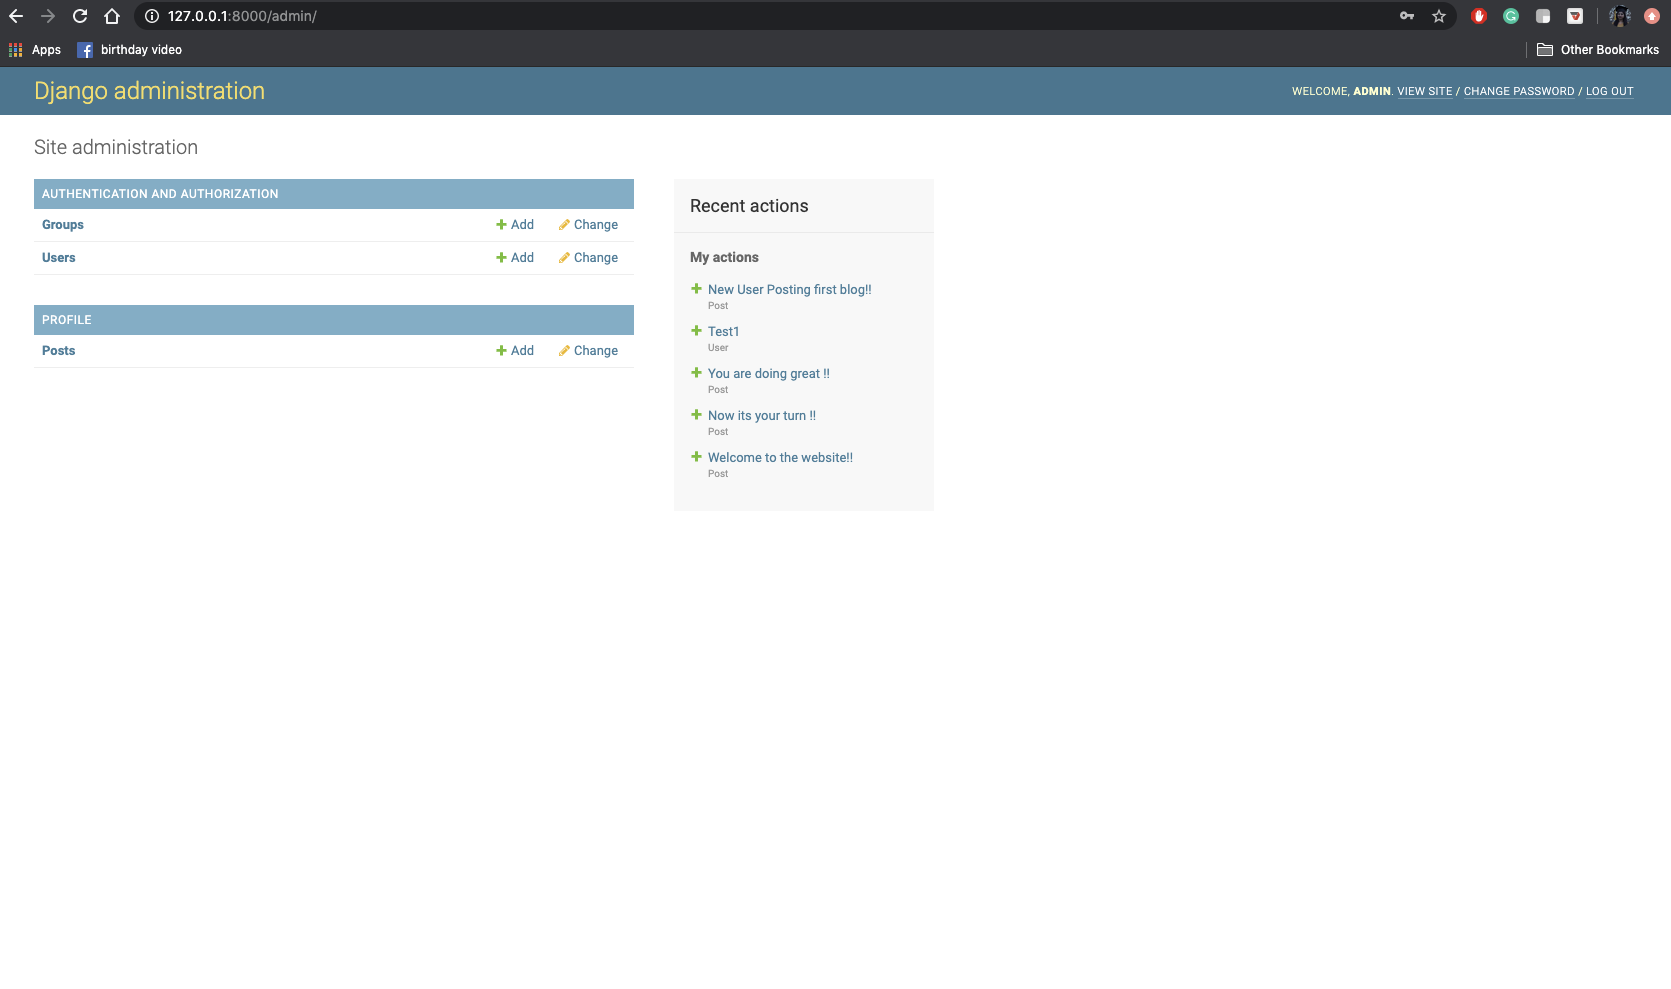 127.0.0.1:8000/admin/
Apps birthday video Other Bookmarks
Django administration WELCOME, ADMIN. VIEW SITE / CHANGE PASSWORD / LOG OUT
Site administration
AUTHENTICATION AND AUTHORIZATION
Groups Add Change
Users Add Change
PROFILE
Posts Add Change
Recent actions
My actions
New User Posting first blog!!
Post
Test1
User
You are doing great !!
Post
Now its your turn !!
Post
Welcome to the website!!
Post